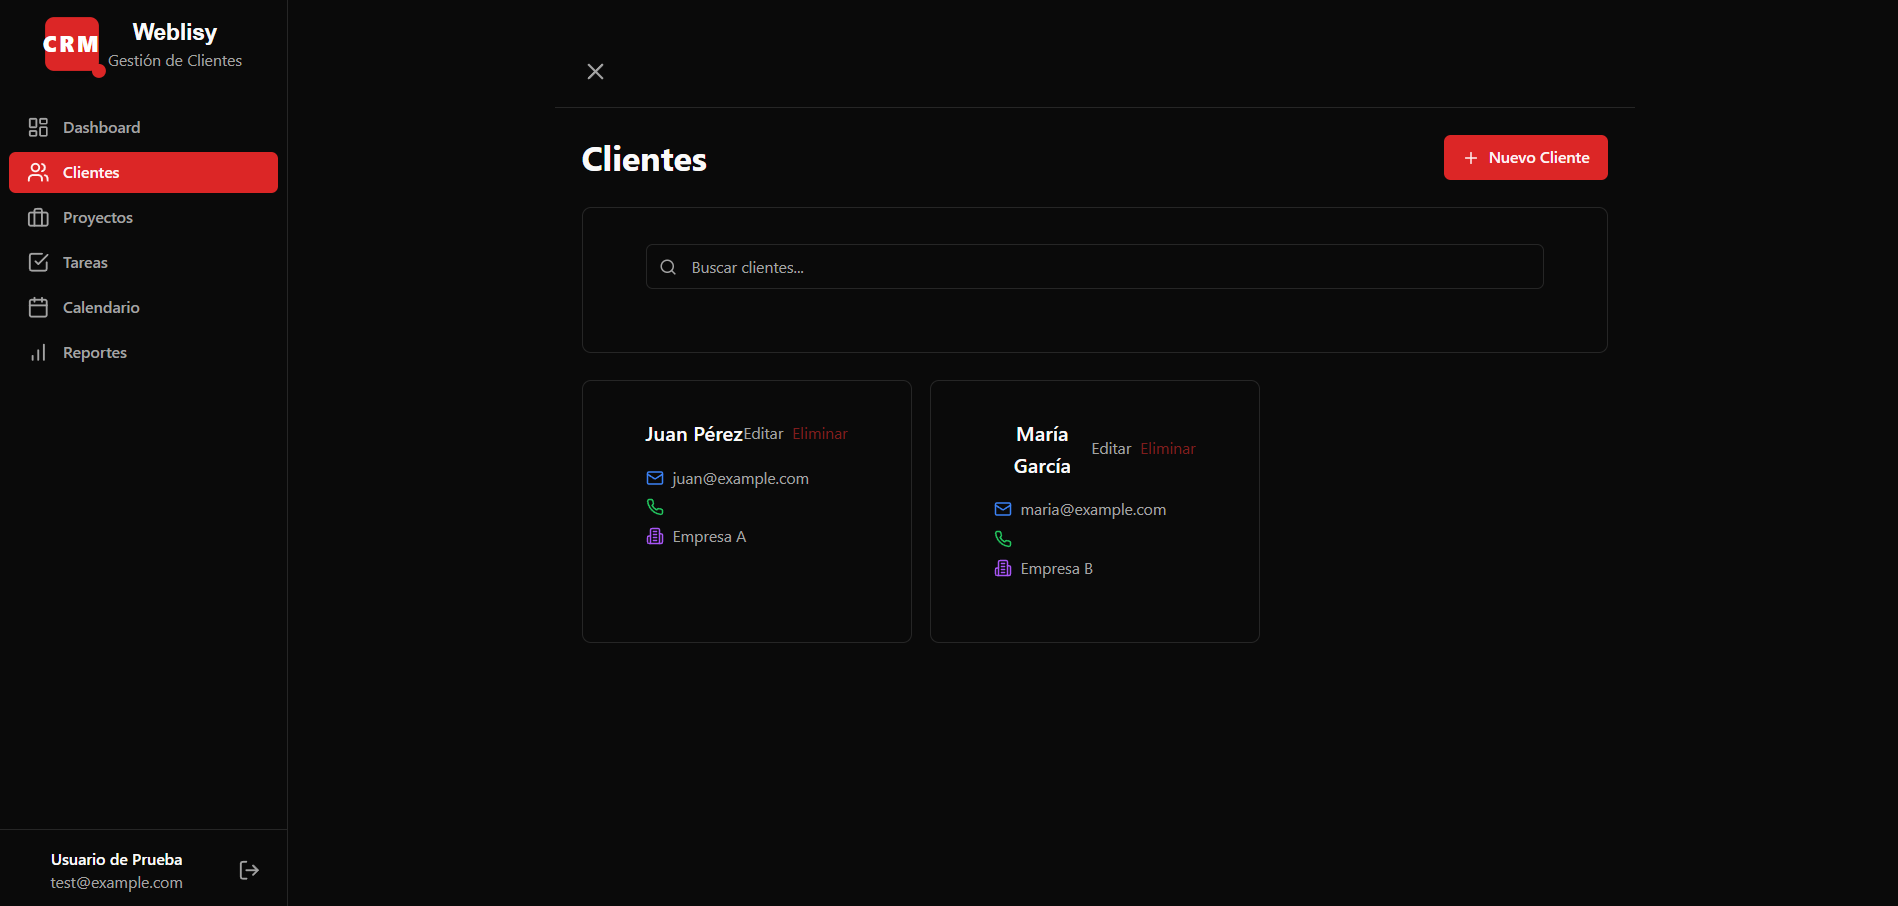 CRM
Weblisy
Gestión de Clientes
Dashboard
Clientes
Proyectos
Tareas
Calendario
Reportes
Usuario de Prueba
test@example.com
Clientes
+ Nuevo Cliente
Buscar clientes...
Juan Pérez Editar Eliminar
juan@example.com
Empresa A
María
García
Editar Eliminar
maria@example.com
Empresa B